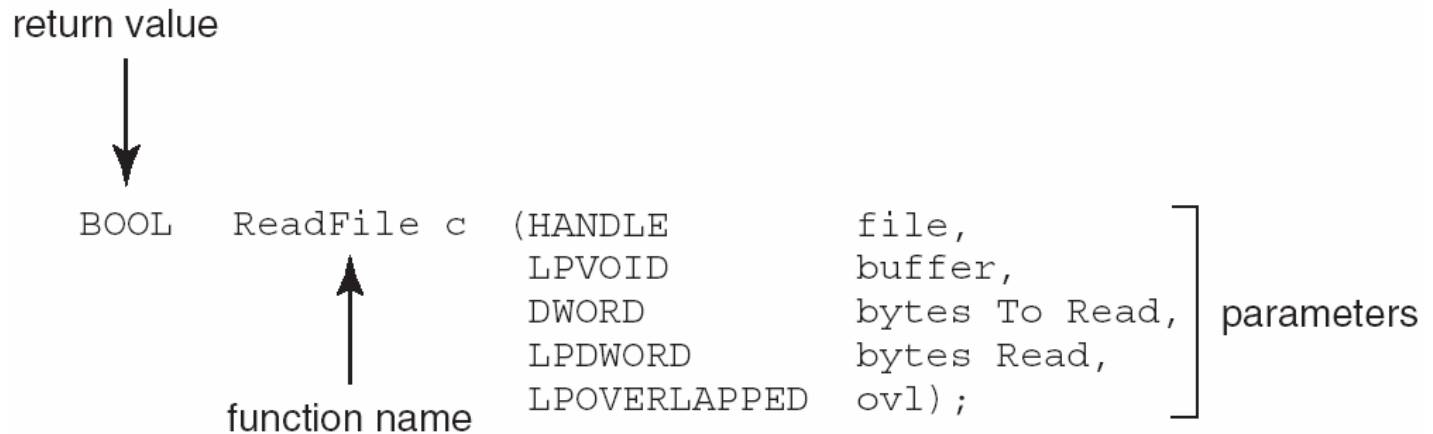 return value
BOOL ReadFile c (HANDLE file,
LPVOID buffer,
DWORD bytes To Read,
LPDWORD bytes Read,
LPOVERLAPPED ovl);
parameters
function name